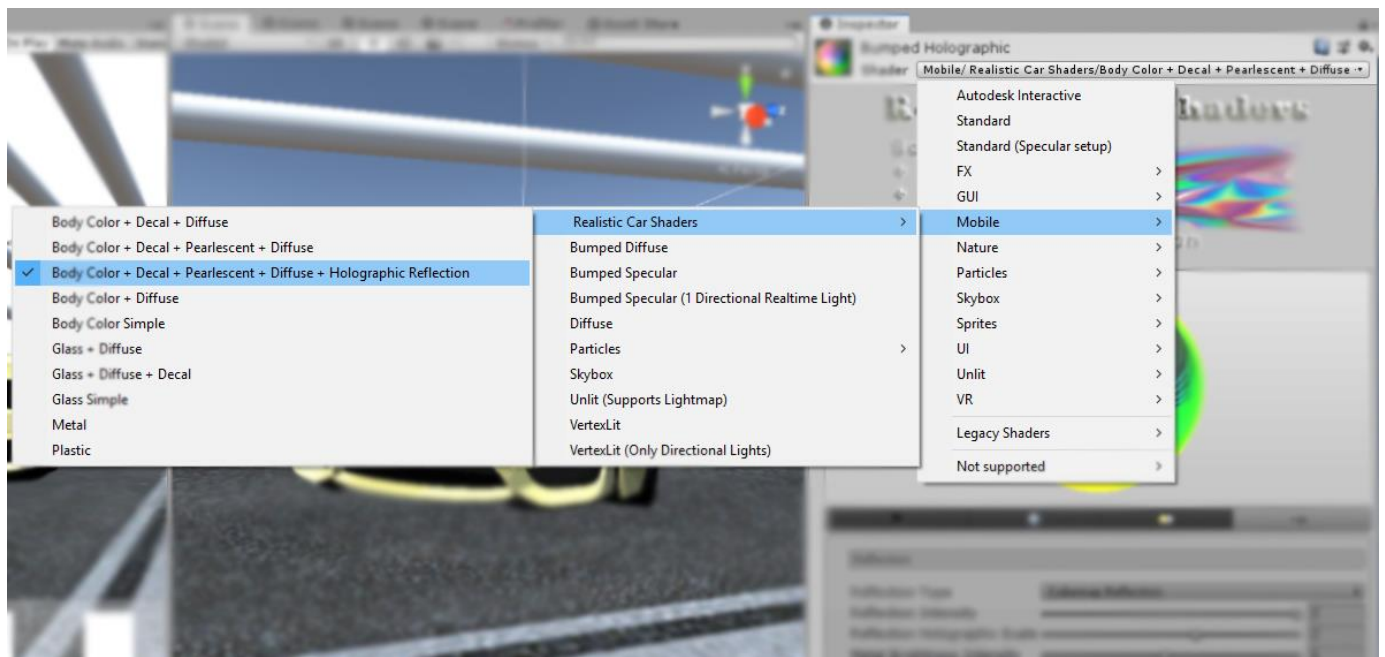 Inspector
Bumped Holographic
Shader Mobile/ Realistic Car Shaders/Body Color + Decal + Pearlescent + Diffuse
Autodesk Interactive
Standard
Standard (Specular setup)
FX
GUI
Mobile
Nature
Particles
Skybox
Sprites
UI
Unlit
VR
Legacy Shaders
Not supported
Realistic Car Shaders
Bumped Diffuse
Bumped Specular
Bumped Specular (1 Directional Realtime Light)
Diffuse
Particles
Skybox
Unlit (Supports Lightmap)
VertexLit
VertexLit (Only Directional Lights)
Body Color + Decal + Diffuse
Body Color + Decal + Pearlescent + Diffuse
Body Color + Decal + Pearlescent + Diffuse + Holographic Reflection
Body Color + Diffuse
Body Color Simple
Glass + Diffuse
Glass + Diffuse + Decal
Glass Simple
Metal
Plastic